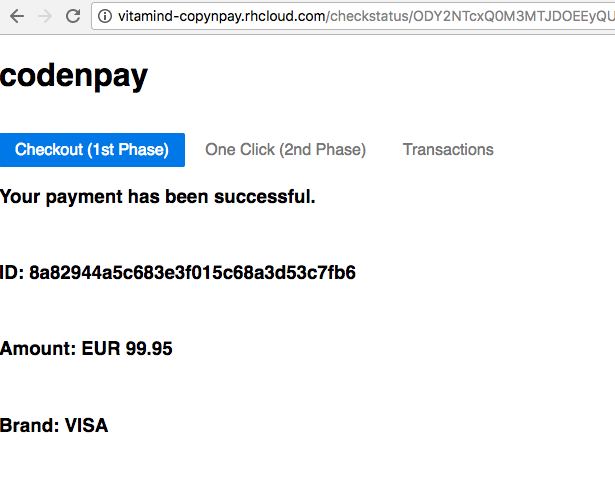 vitamind-copynpay.rhcloud.com/checkstatus/ODY2NTcxQ0M3MTJDOEEyQU
codenpay
Checkout (1st Phase) One Click (2nd Phase) Transactions
Your payment has been successful.
ID: 8a82944a5c683e3f015c68a3d53c7fb6
Amount: EUR 99.95
Brand: VISA